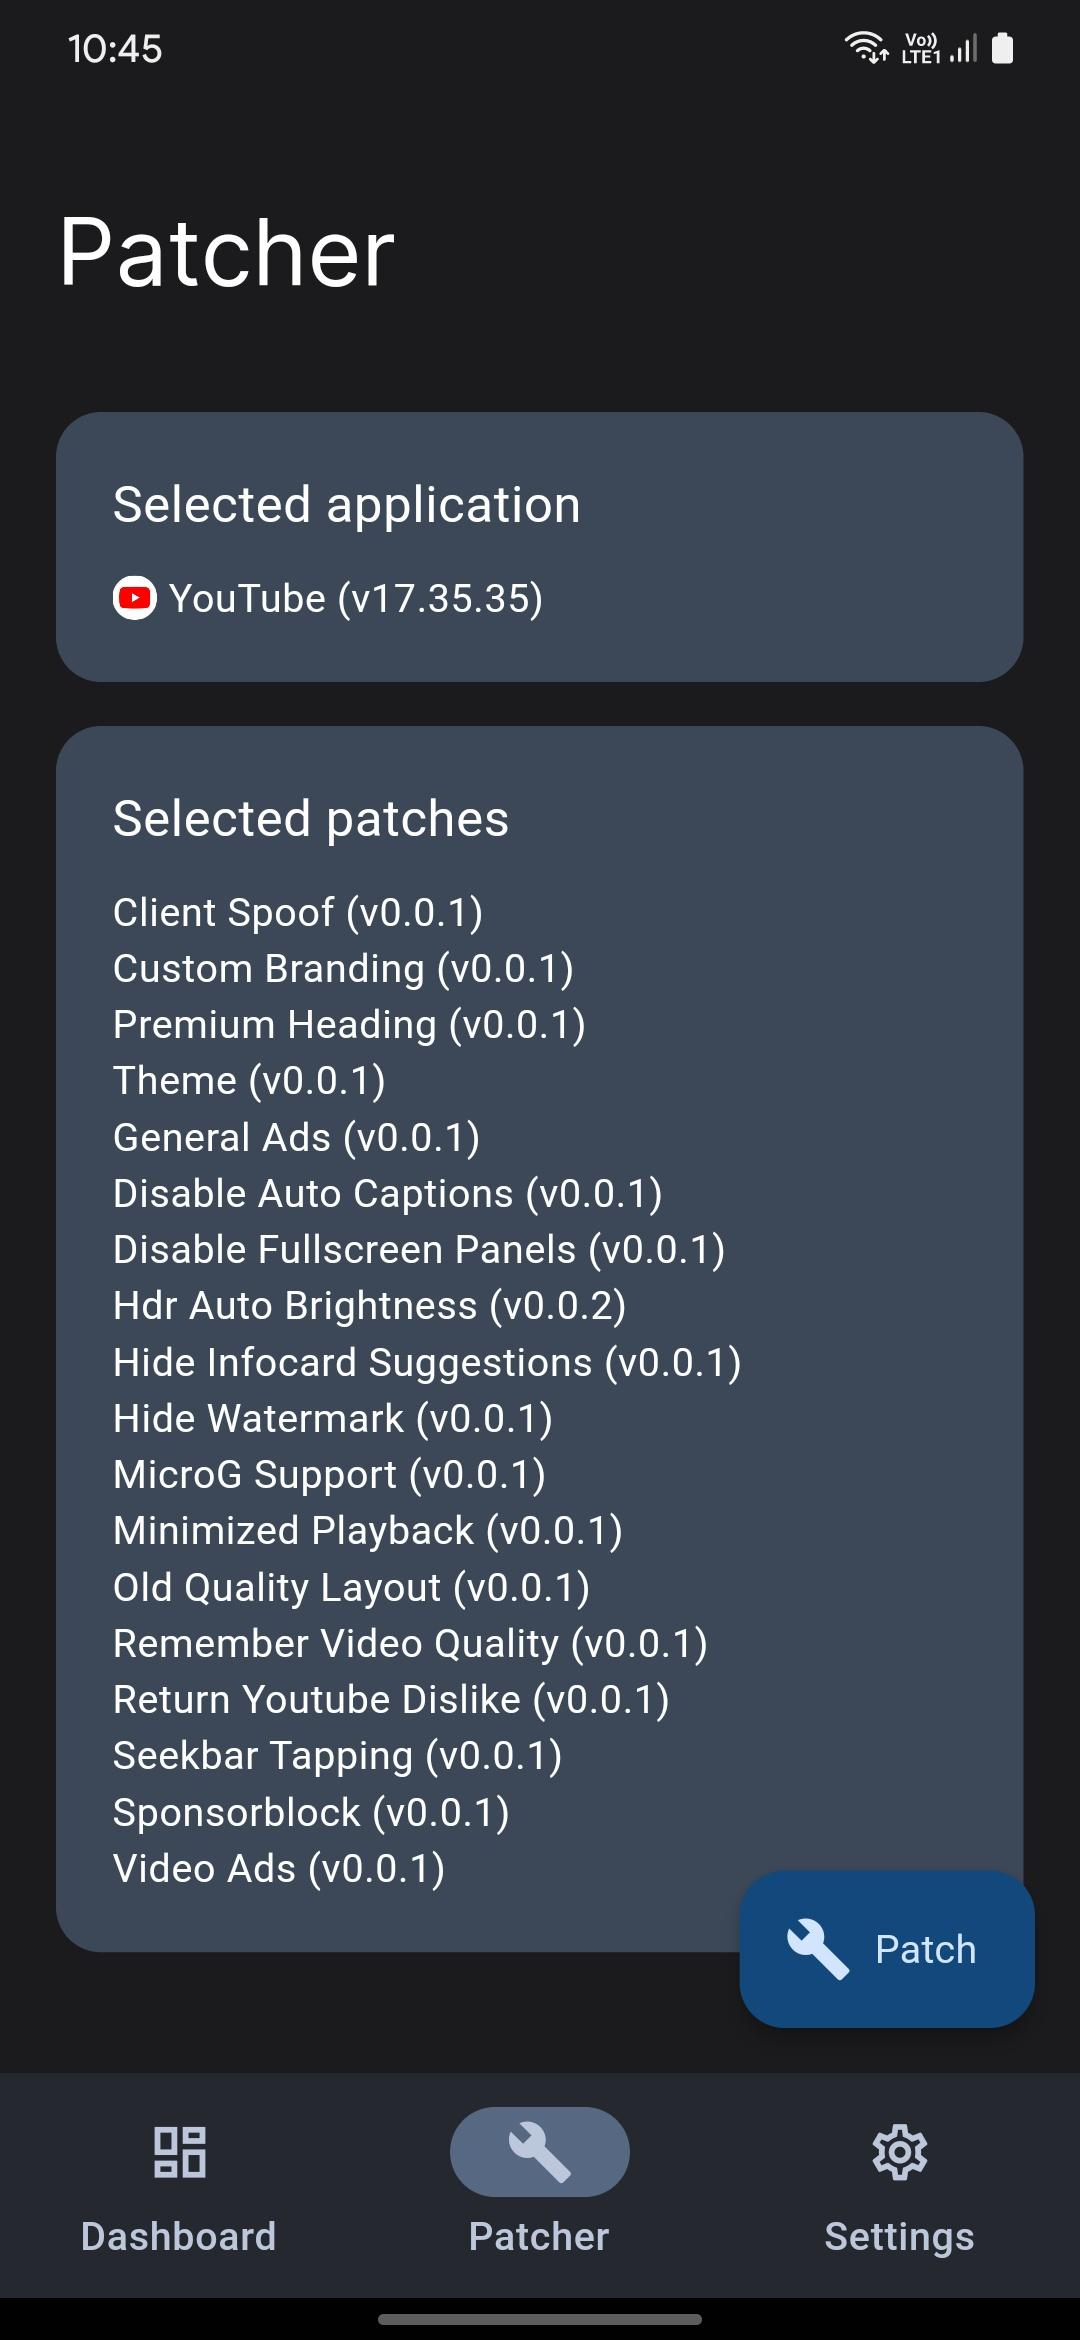 10:45
Vo))
LTE1
Patcher
Selected application
YouTube (v17.35.35)
Selected patches
Client Spoof (v0.0.1)
Custom Branding (v0.0.1)
Premium Heading (v0.0.1)
Theme (v0.0.1)
General Ads (v0.0.1)
Disable Auto Captions (v0.0.1)
Disable Fullscreen Panels (v0.0.1)
Hdr Auto Brightness (v0.0.2)
Hide Infocard Suggestions (v0.0.1)
Hide Watermark (v0.0.1)
MicroG Support (v0.0.1)
Minimized Playback (v0.0.1)
Old Quality Layout (v0.0.1)
Remember Video Quality (v0.0.1)
Return Youtube Dislike (v0.0.1)
Seekbar Tapping (v0.0.1)
Sponsorblock (v0.0.1)
Video Ads (v0.0.1)
Patch
Dashboard
Patcher
Settings